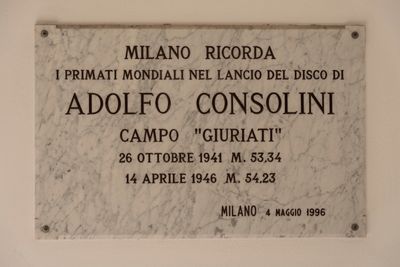 MILANO RICORDA
I PRIMATI MONDIALI NEL LANCIO DEL DISCO DI
ADOLFO CONSOLINI
CAMPO "GIURIATI"
26 OTTOBRE 1941 M. 53,34
14 APRILE 1946 M. 54.23
MILANO 4 MAGGIO 1996